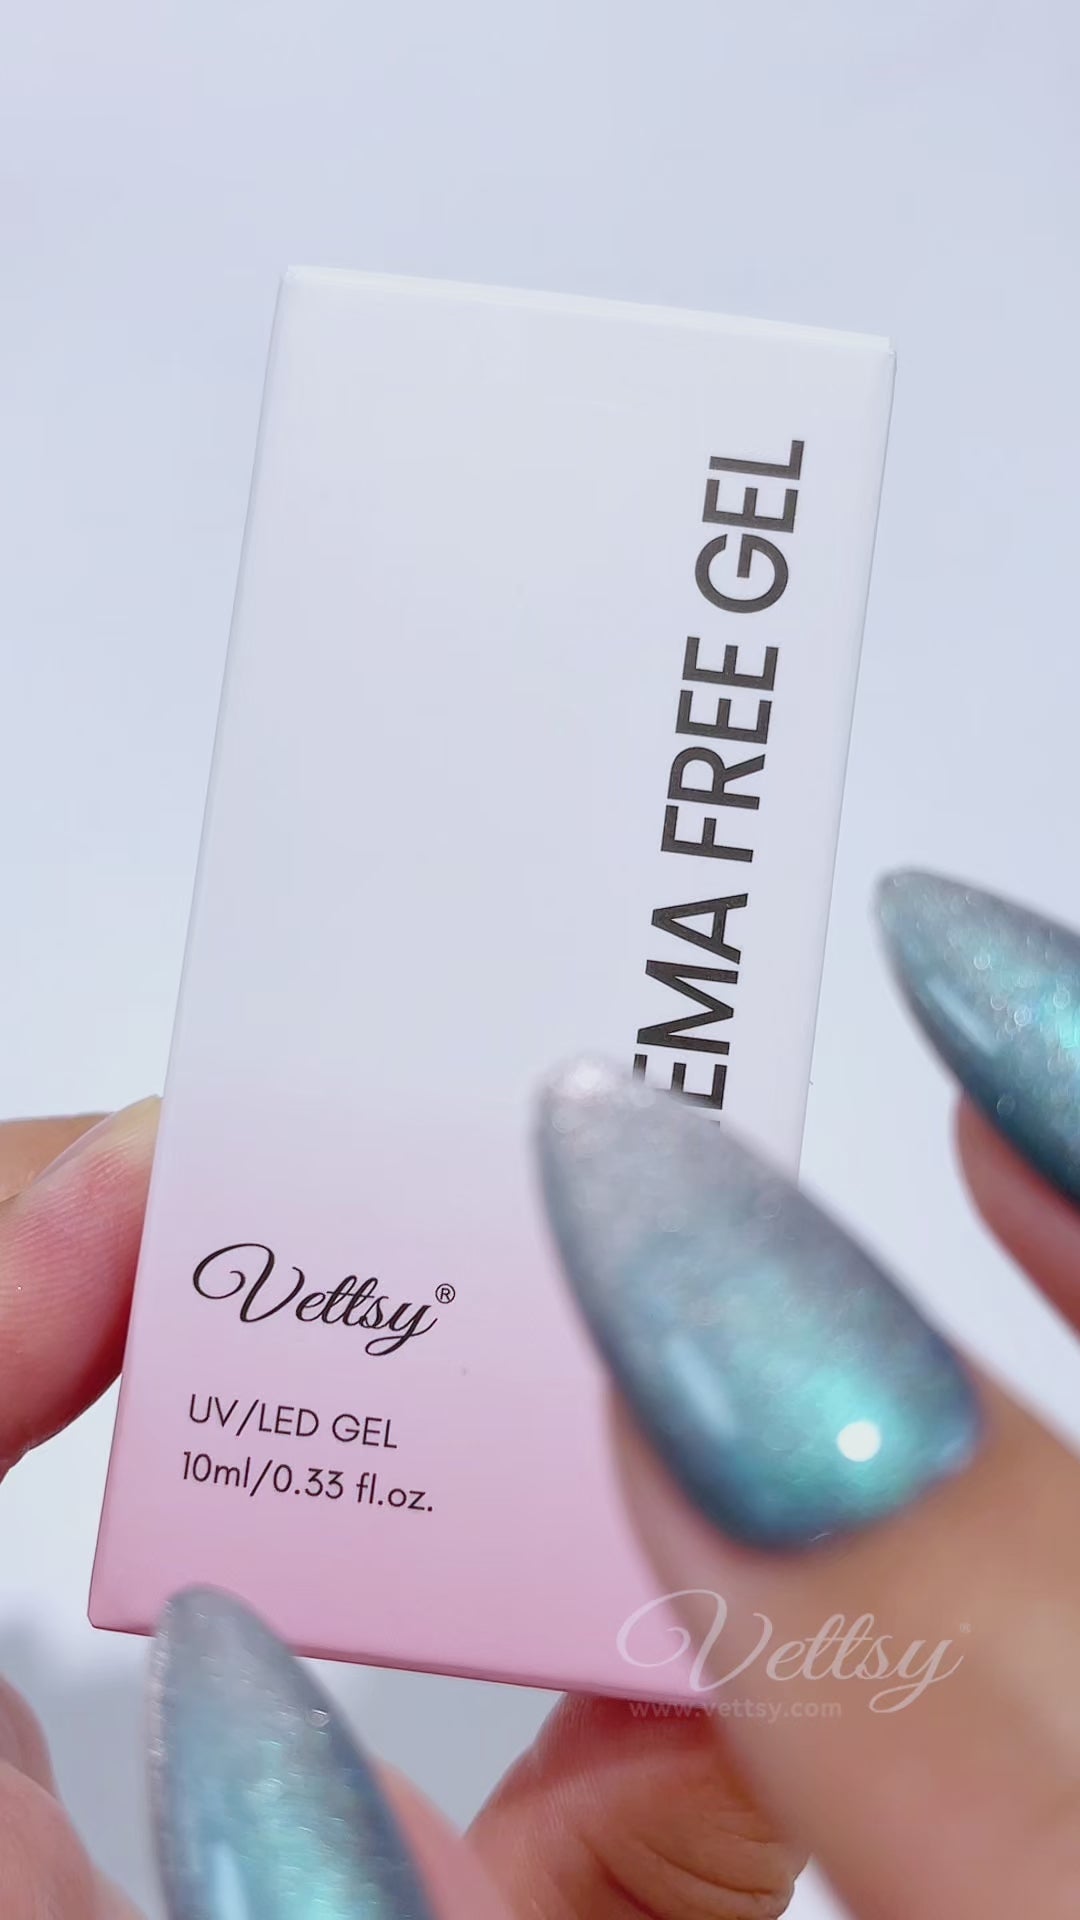 EMA FREE GEL
Vettsy®
UV/LED GEL
10ml/0.33 fl.oz.
Vettsy®
www.vettsy.com